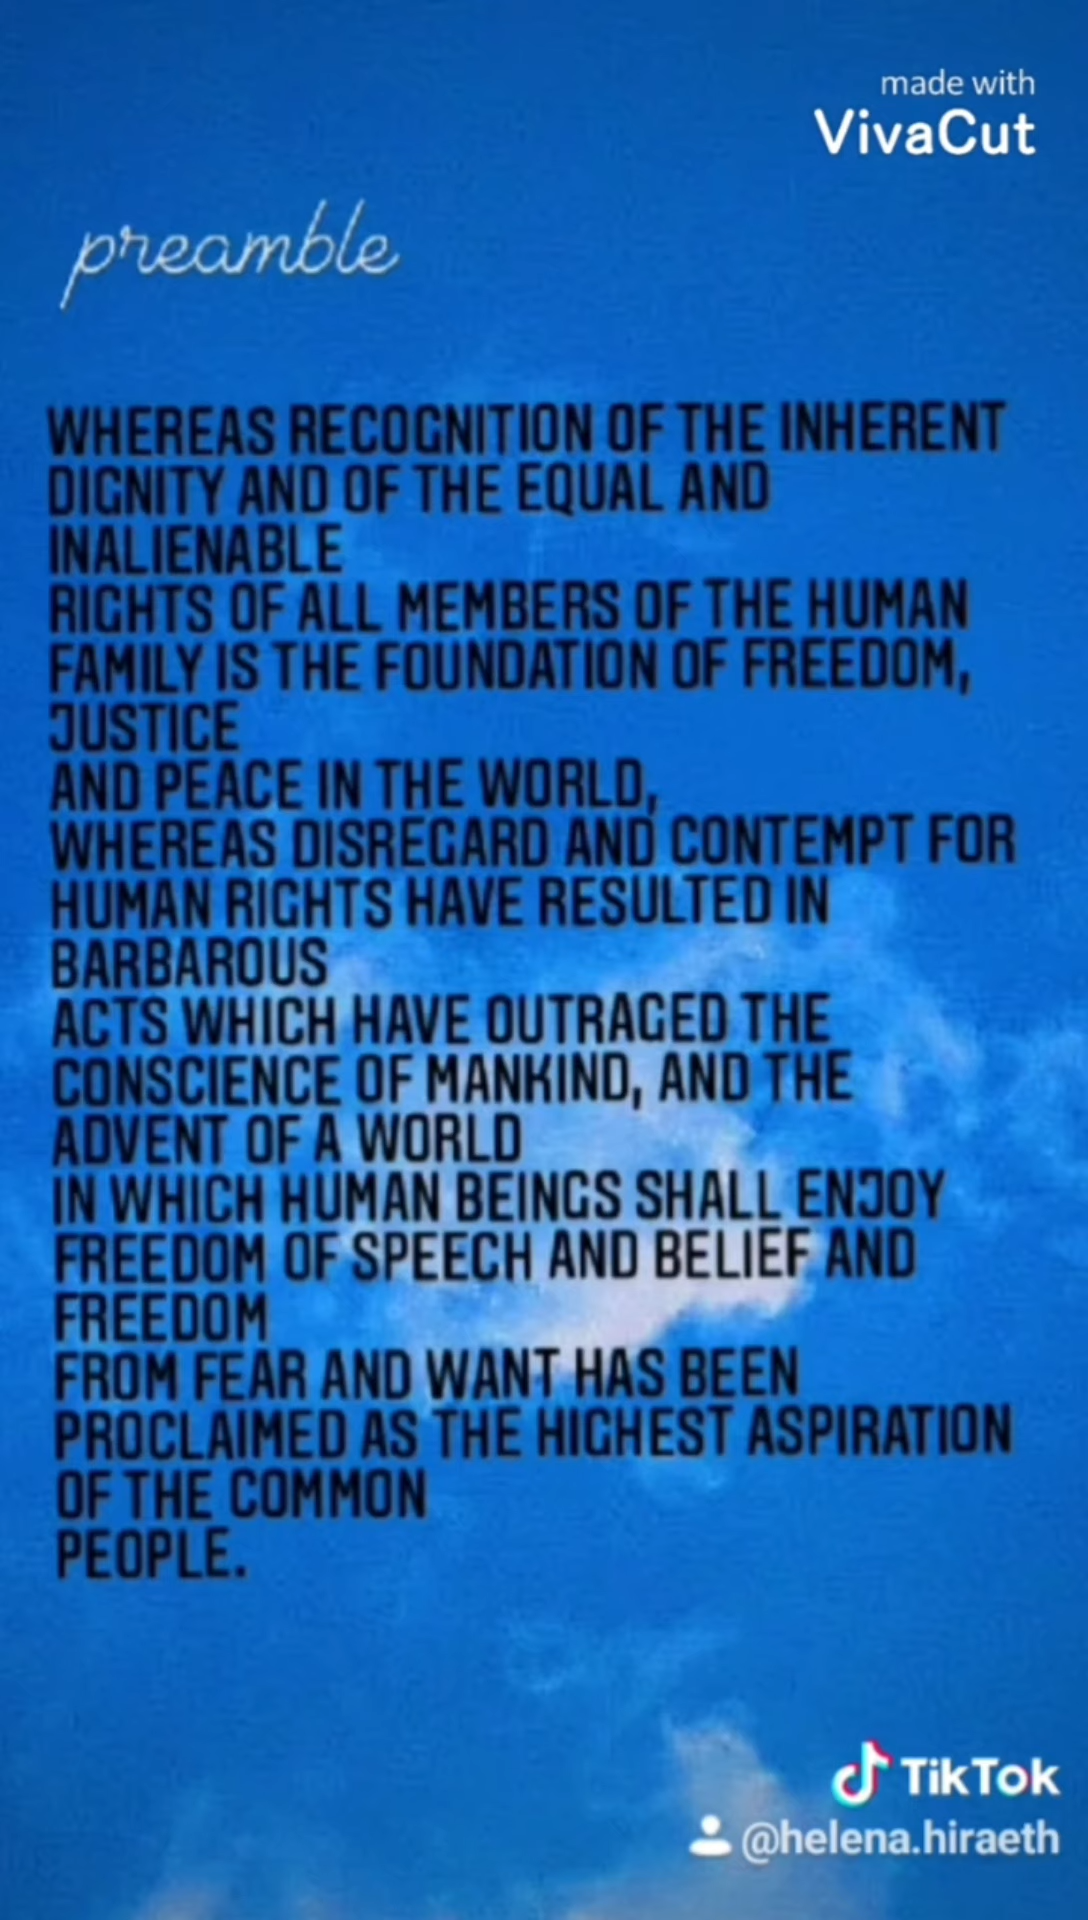 made with
VivaCut
preamble
WHEREAS RECOGNITION OF THE INHERENT
DIGNITY AND OF THE EQUAL AND
INALIENABLE
RIGHTS OF ALL MEMBERS OF THE HUMAN
FAMILY IS THE FOUNDATION OF FREEDOM,
JUSTICE
AND PEACE IN THE WORLD,
WHEREAS DISREGARD AND CONTEMPT FOR
HUMAN RIGHTS HAVE RESULTED IN
BARBAROUS
ACTS WHICH HAVE OUTRAGED THE
CONSCIENCE OF MANKIND, AND THE
ADVENT OF A WORLD
IN WHICH HUMAN BEINGS SHALL ENJOY
FREEDOM OF SPEECH AND BELIEF AND
FREEDOM
FROM FEAR AND WANT HAS BEEN
PROCLAIMED AS THE HIGHEST ASPIRATION
OF THE COMMON
PEOPLE.
TikTok
@helena.hiraeth